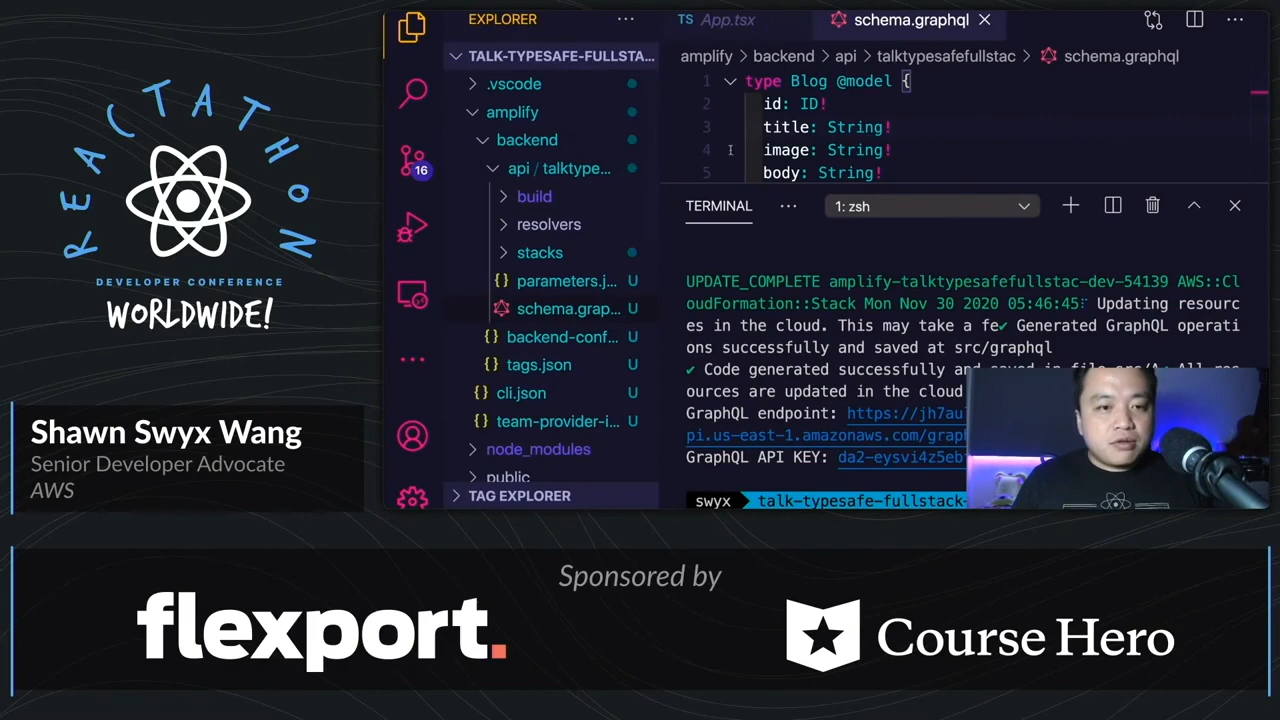 REACTATHON
DEVELOPER CONFERENCE
WORLDWIDE!
Shawn Swyx Wang
Senior Developer Advocate
AWS
EXPLORER
TALK-TYPESAFE-FULLSTA...
.vscode
amplify
backend
api / talktype...
build
resolvers
stacks
parameters.j... U
schema.grap... U
backend-conf... U
tags.json U
cli.json U
team-provider-i... U
node_modules
public
TAG EXPLORER
16
TS App.tsx
schema.graphql
amplify > backend > api > talktypesafefullstac > schema.graphql
1 type Blog @model {
2 id: ID!
3 title: String!
4 image: String!
5 body: String!
TERMINAL
1: zsh
UPDATE_COMPLETE amplify-talktypesafefullstac-dev-54139 AWS::Cl
oudFormation::Stack Mon Nov 30 2020 05:46:45 Updating resourc
es in the cloud. This may take a fe✔ Generated GraphQL operati
ons successfully and saved at src/graphql
✔ Code generated successfully and saved in file src/A✔ All res
ources are updated in the cloud
GraphQL endpoint: https://jh7au
pi.us-east-1.amazonaws.com/grap
GraphQL API KEY: da2-eysvi4z5eb
swyx talk-typesafe-fullstack-
Sponsored by
flexport.
Course Hero